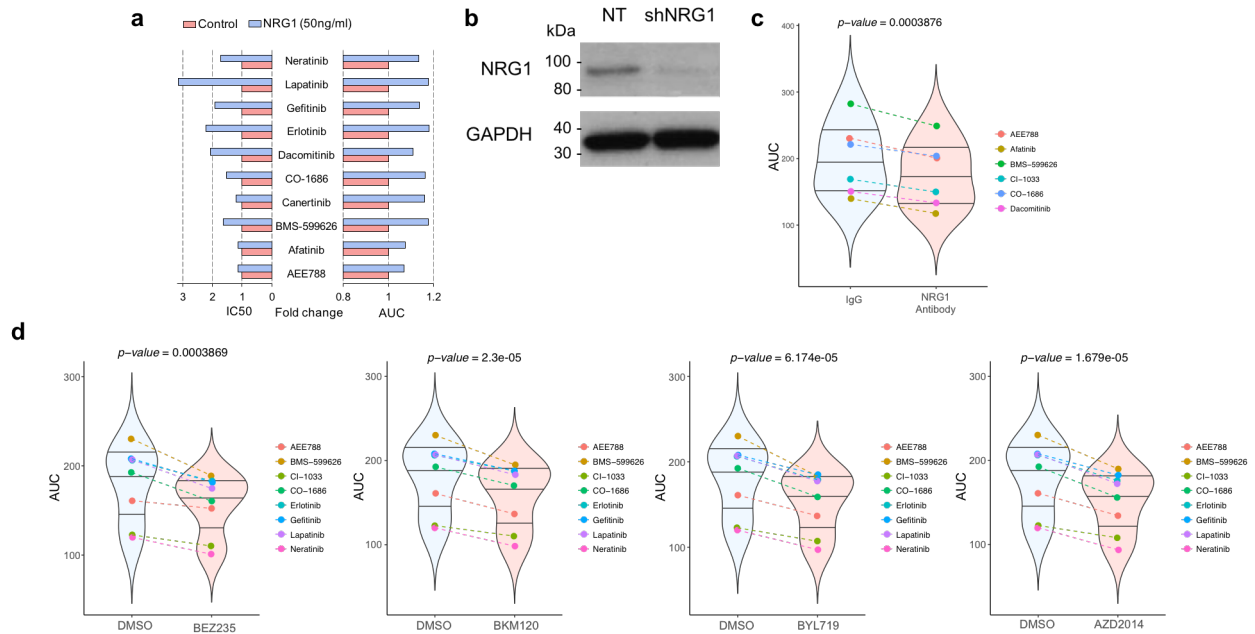 a
Control
NRG1 (50ng/ml)
Neratinib
Lapatinib
Gefitinib
Erlotinib
Dacomitinib
CO-1686
Canertinib
BMS-599626
Afatinib
AEE788
3 2 1 0 0.8 1 1.2
IC50 Fold change AUC
b
NT shNRG1
kDa
NRG1
100
80
GAPDH
40
30
c
p−value = 0.0003876
AUC
400
300
200
100
IgG
NRG1
Antibody
AEE788
Afatinib
BMS−599626
CI−1033
CO−1686
Dacomitinib
d
p−value = 0.0003869
AUC
300
200
100
DMSO BEZ235
AEE788
BMS−599626
CI−1033
CO−1686
Erlotinib
Gefitinib
Lapatinib
Neratinib
p−value = 2.3e-05
AUC
300
200
100
DMSO BKM120
AEE788
BMS−599626
CI−1033
CO−1686
Erlotinib
Gefitinib
Lapatinib
Neratinib
p−value = 6.174e-05
AUC
300
200
100
DMSO BYL719
AEE788
BMS−599626
CI−1033
CO−1686
Erlotinib
Gefitinib
Lapatinib
Neratinib
p−value = 1.679e-05
AUC
300
200
100
DMSO AZD2014
AEE788
BMS−599626
CI−1033
CO−1686
Erlotinib
Gefitinib
Lapatinib
Neratinib